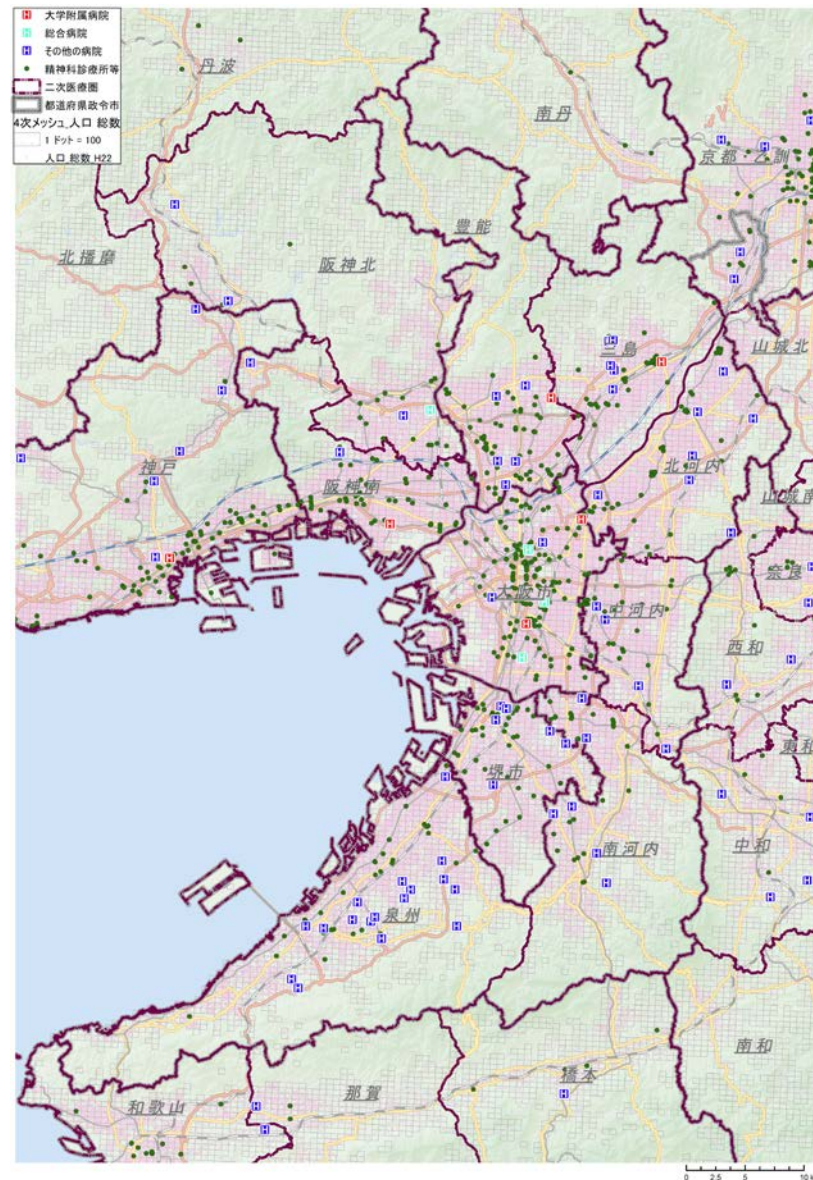 大学附属病院
総合病院
その他の病院
精神科診療所等
二次医療圏
都道府県政令市
4次メッシュ_人口 総数
1 ドット = 100
人口_総数_H22
丹波
南丹
京都・乙訓
豊能
北播磨
阪神北
三島
山城北
神戸
阪神南
北河内
山城南
奈良
大阪市
中河内
西和
東和
堺市
南河内
中和
泉州
南和
橋本
那賀
和歌山
0 2.5 5 10